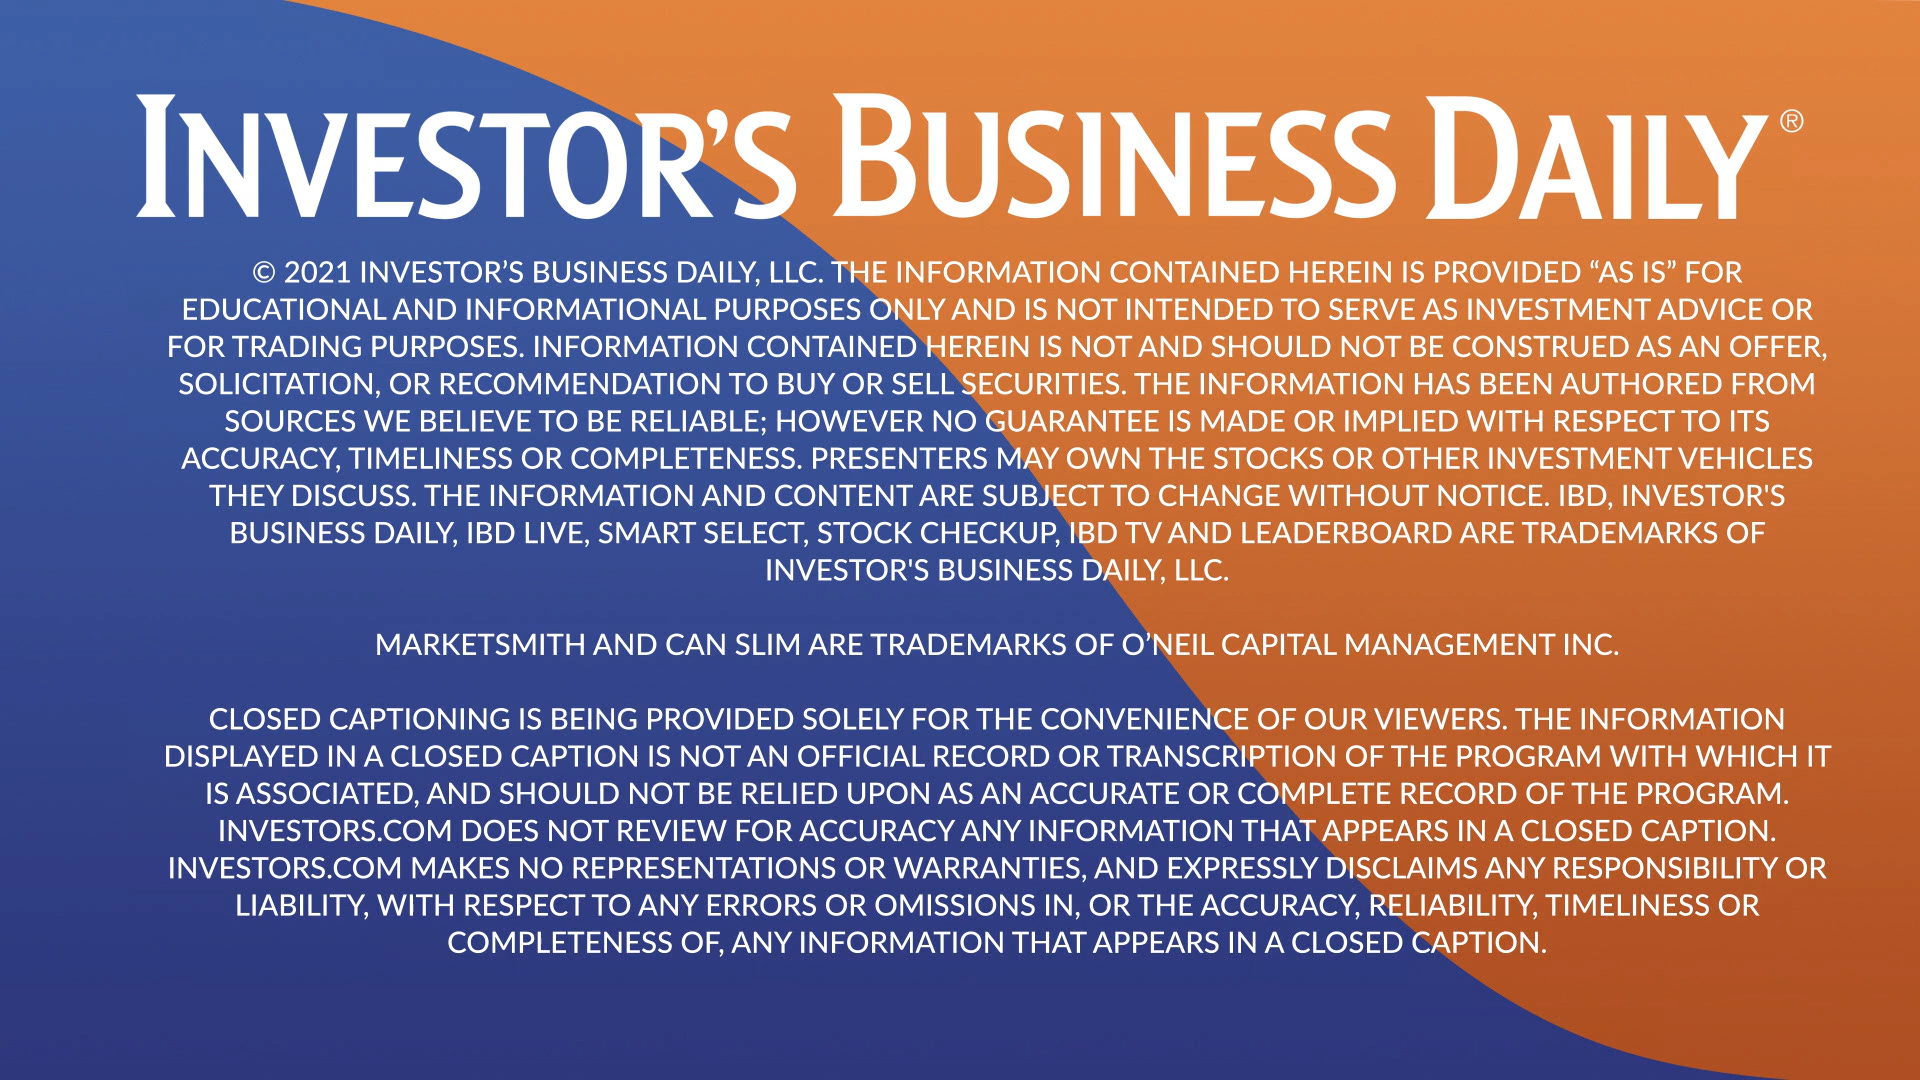 INVESTOR'S BUSINESS DAILY®
© 2021 INVESTOR’S BUSINESS DAILY, LLC. THE INFORMATION CONTAINED HEREIN IS PROVIDED “AS IS” FOR
EDUCATIONAL AND INFORMATIONAL PURPOSES ONLY AND IS NOT INTENDED TO SERVE AS INVESTMENT ADVICE OR
FOR TRADING PURPOSES. INFORMATION CONTAINED HEREIN IS NOT AND SHOULD NOT BE CONSTRUED AS AN OFFER,
SOLICITATION, OR RECOMMENDATION TO BUY OR SELL SECURITIES. THE INFORMATION HAS BEEN AUTHORED FROM
SOURCES WE BELIEVE TO BE RELIABLE; HOWEVER NO GUARANTEE IS MADE OR IMPLIED WITH RESPECT TO ITS
ACCURACY, TIMELINESS OR COMPLETENESS. PRESENTERS MAY OWN THE STOCKS OR OTHER INVESTMENT VEHICLES
THEY DISCUSS. THE INFORMATION AND CONTENT ARE SUBJECT TO CHANGE WITHOUT NOTICE. IBD, INVESTOR'S
BUSINESS DAILY, IBD LIVE, SMART SELECT, STOCK CHECKUP, IBD TV AND LEADERBOARD ARE TRADEMARKS OF
INVESTOR'S BUSINESS DAILY, LLC.
MARKETSMITH AND CAN SLIM ARE TRADEMARKS OF O’NEIL CAPITAL MANAGEMENT INC.
CLOSED CAPTIONING IS BEING PROVIDED SOLELY FOR THE CONVENIENCE OF OUR VIEWERS. THE INFORMATION
DISPLAYED IN A CLOSED CAPTION IS NOT AN OFFICIAL RECORD OR TRANSCRIPTION OF THE PROGRAM WITH WHICH IT
IS ASSOCIATED, AND SHOULD NOT BE RELIED UPON AS AN ACCURATE OR COMPLETE RECORD OF THE PROGRAM.
INVESTORS.COM DOES NOT REVIEW FOR ACCURACY ANY INFORMATION THAT APPEARS IN A CLOSED CAPTION.
INVESTORS.COM MAKES NO REPRESENTATIONS OR WARRANTIES, AND EXPRESSLY DISCLAIMS ANY RESPONSIBILITY OR
LIABILITY, WITH RESPECT TO ANY ERRORS OR OMISSIONS IN, OR THE ACCURACY, RELIABILITY, TIMELINESS OR
COMPLETENESS OF, ANY INFORMATION THAT APPEARS IN A CLOSED CAPTION.